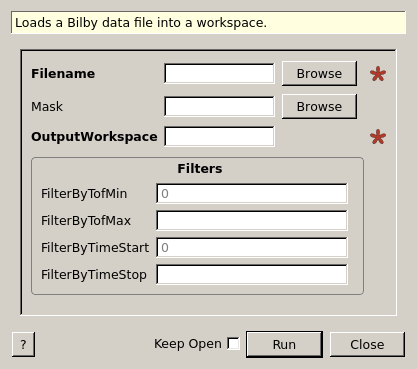 Loads a Bilby data file into a workspace.
Filename Browse *
Mask Browse
OutputWorkspace *
Filters
FilterByTofMin 0
FilterByTofMax
FilterByTimeStart 0
FilterByTimeStop
? Keep Open Run Close